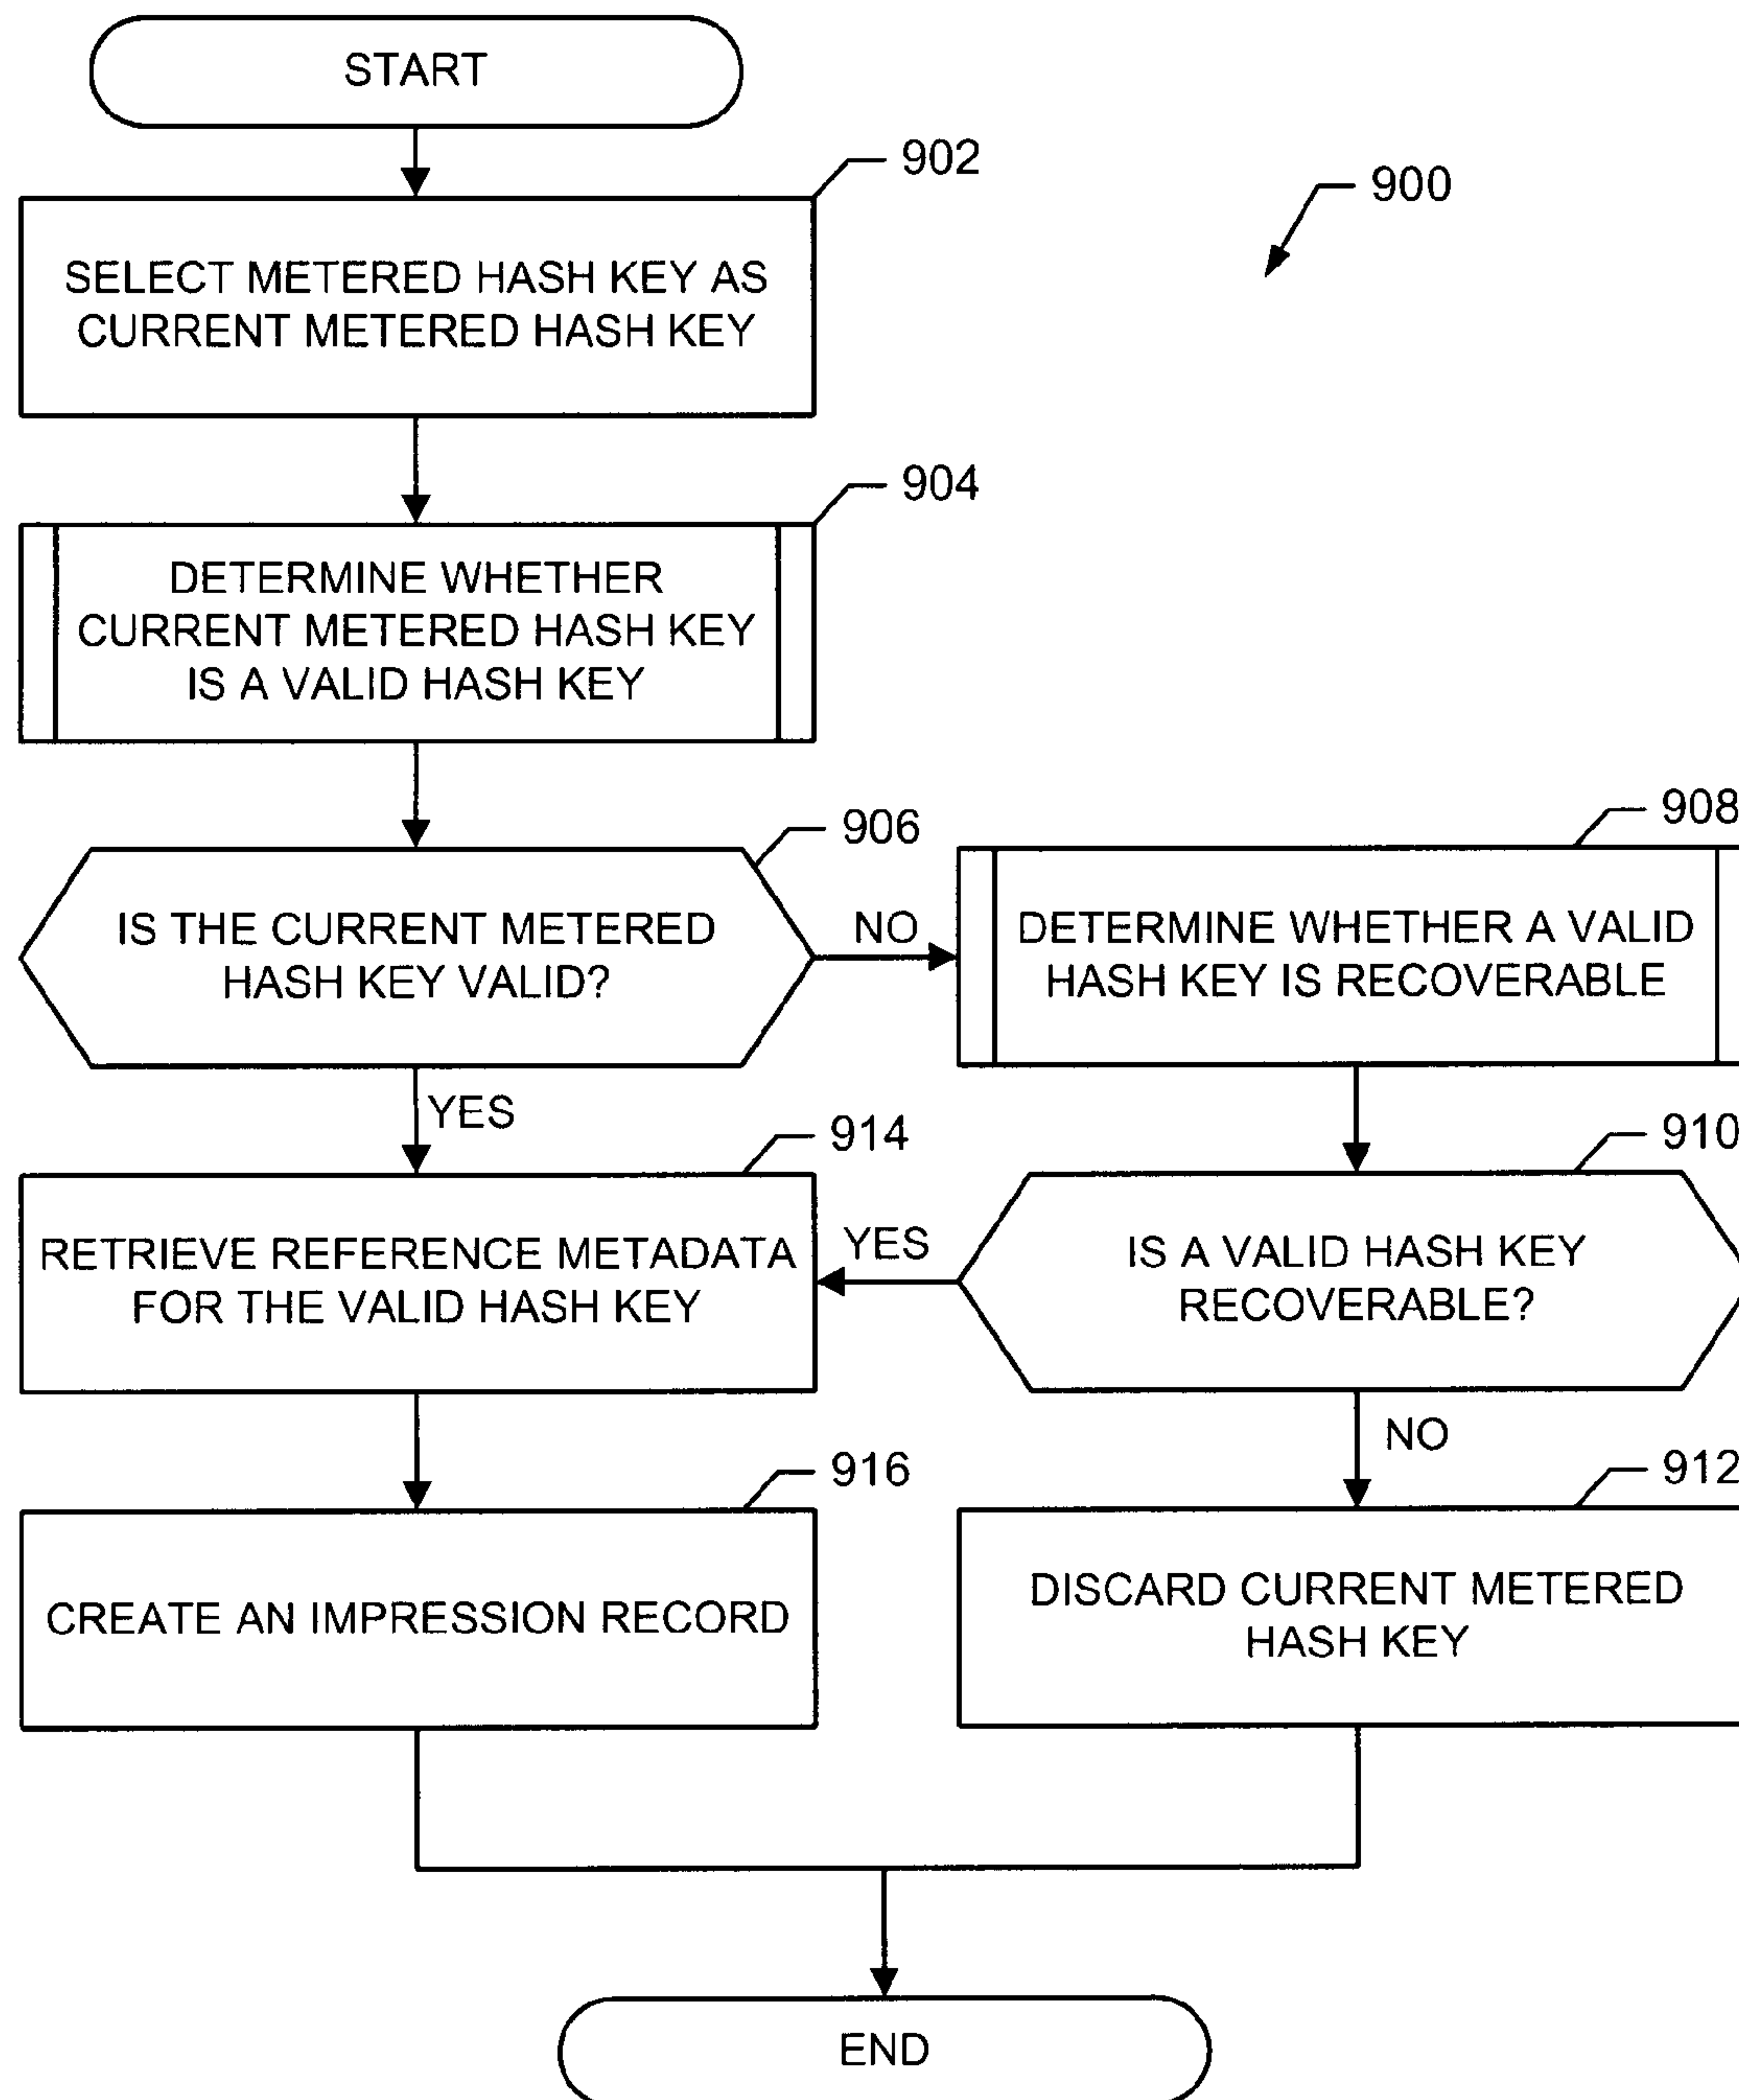 START
902
900
SELECT METERED HASH KEY AS
CURRENT METERED HASH KEY
904
DETERMINE WHETHER
CURRENT METERED HASH KEY
IS A VALID HASH KEY
906
908
IS THE CURRENT METERED
HASH KEY VALID?
NO
DETERMINE WHETHER A VALID
HASH KEY IS RECOVERABLE
YES
914
910
RETRIEVE REFERENCE METADATA
FOR THE VALID HASH KEY
YES
IS A VALID HASH KEY
RECOVERABLE?
NO
916
912
CREATE AN IMPRESSION RECORD
DISCARD CURRENT METERED
HASH KEY
END